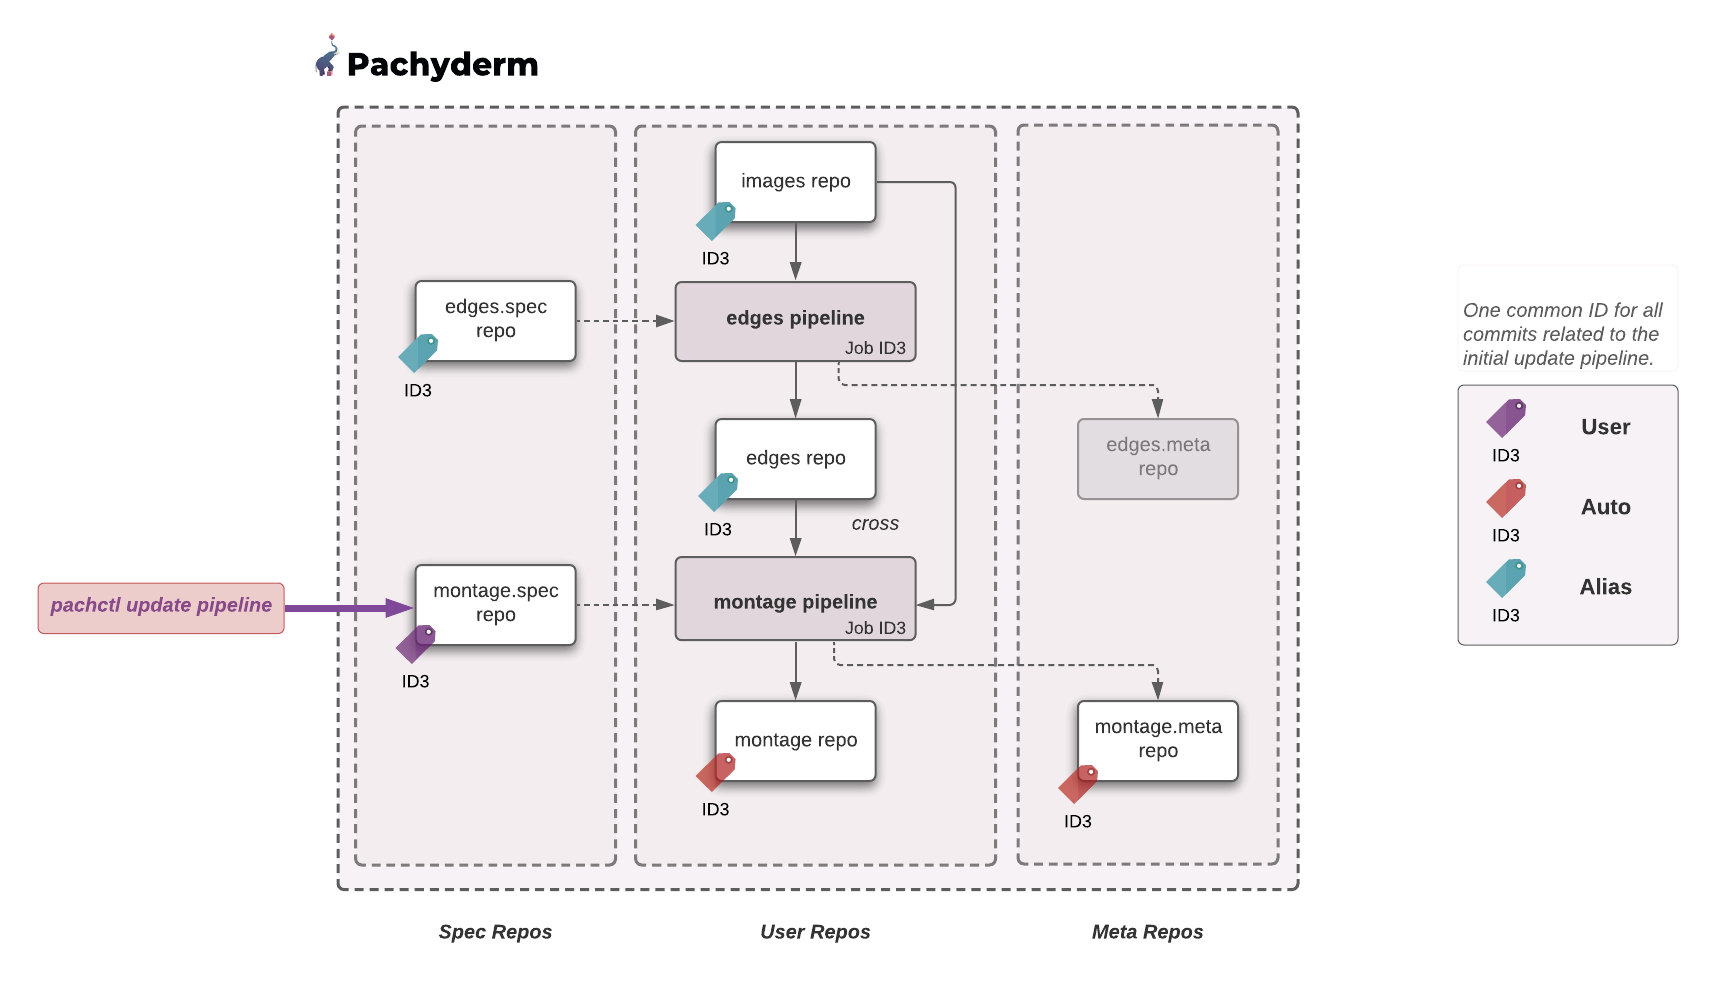 Pachyderm
images repo
ID3
edges.spec
repo
ID3
edges pipeline
Job ID3
edges repo
ID3
cross
edges.meta
repo
pachctl update pipeline
montage.spec
repo
ID3
montage pipeline
Job ID3
montage repo
ID3
montage.meta
repo
ID3
Spec Repos
User Repos
Meta Repos
One common ID for all
commits related to the
initial update pipeline.
User
ID3
Auto
ID3
Alias
ID3